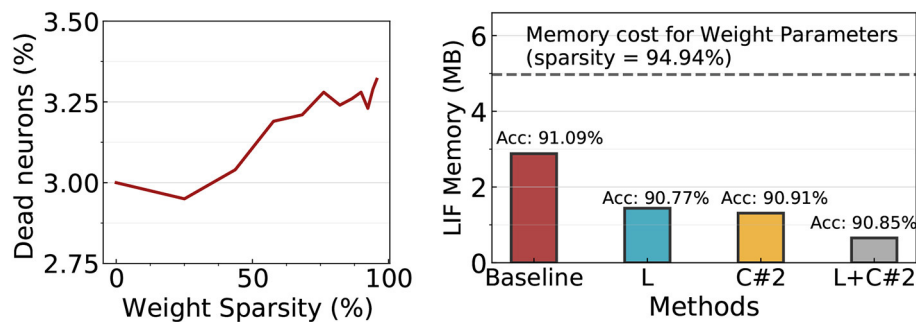 3.50
3.25
3.00
2.75
Dead neurons (%)
0
50
100
Weight Sparsity (%)
6
4
2
0
LIF Memory (MB)
Memory cost for Weight Parameters
(sparsity = 94.94%)
Acc: 91.09%
Acc: 90.77%
Acc: 90.91%
Acc: 90.85%
Baseline
L
C#2
L+C#2
Methods